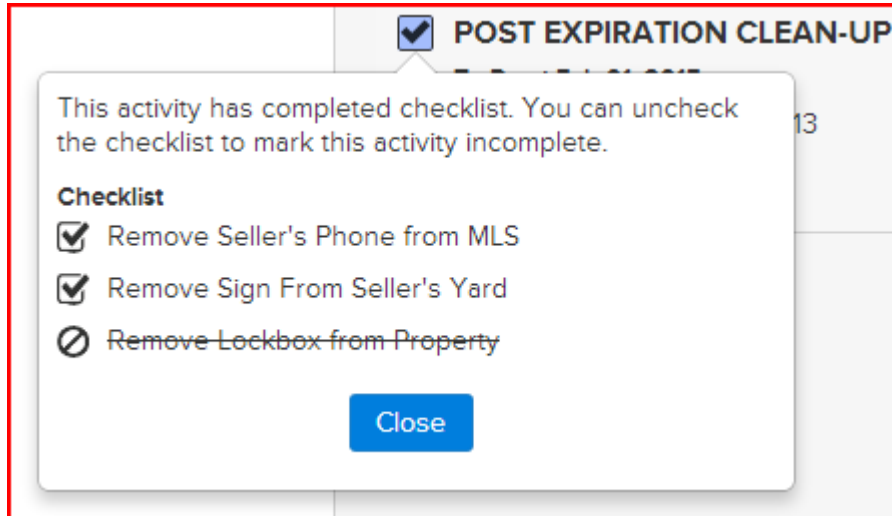 POST EXPIRATION CLEAN-UP
This activity has completed checklist. You can uncheck
the checklist to mark this activity incomplete.
13
Checklist
Remove Seller's Phone from MLS
Remove Sign From Seller's Yard
Remove Lockbox from Property
Close